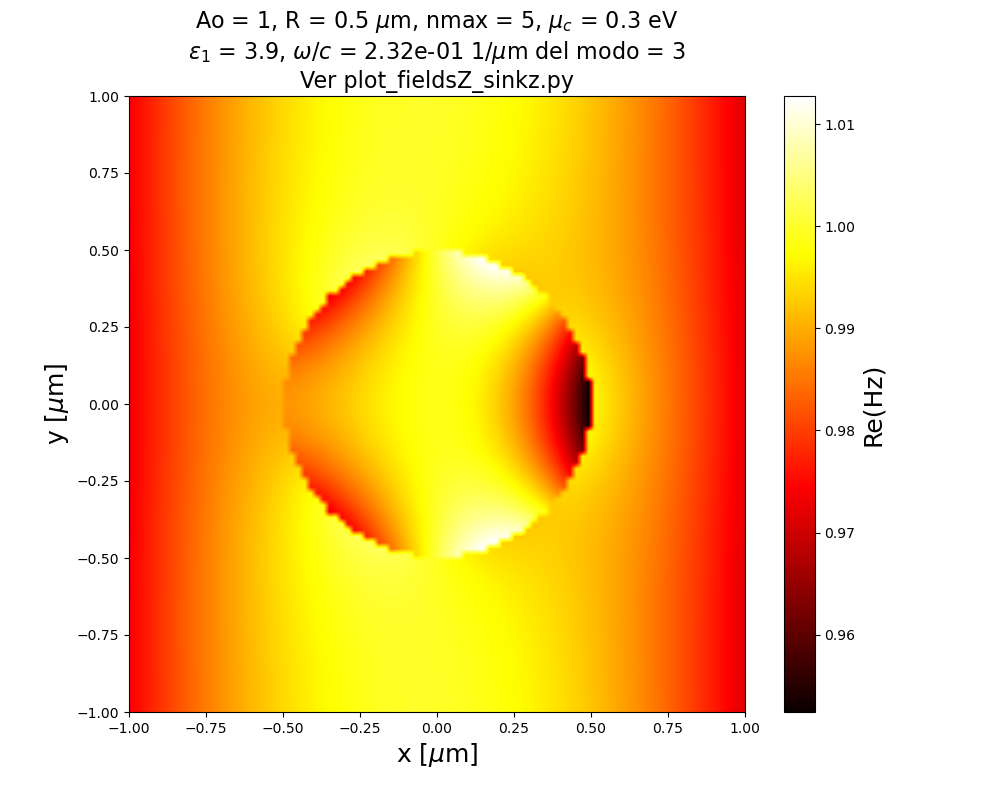 Ao = 1, R = 0.5 μm, nmax = 5, μc = 0.3 eV
ε1 = 3.9, ω/c = 2.32e-01 1/μm del modo = 3
Ver plot_fieldsZ_sinkz.py
1.00
0.75
0.50
0.25
0.00
−0.25
−0.50
−0.75
−1.00
y [μm]
−1.00 −0.75 −0.50 −0.25 0.00 0.25 0.50 0.75 1.00
x [μm]
1.01
1.00
0.99
0.98
0.97
0.96
Re(Hz)